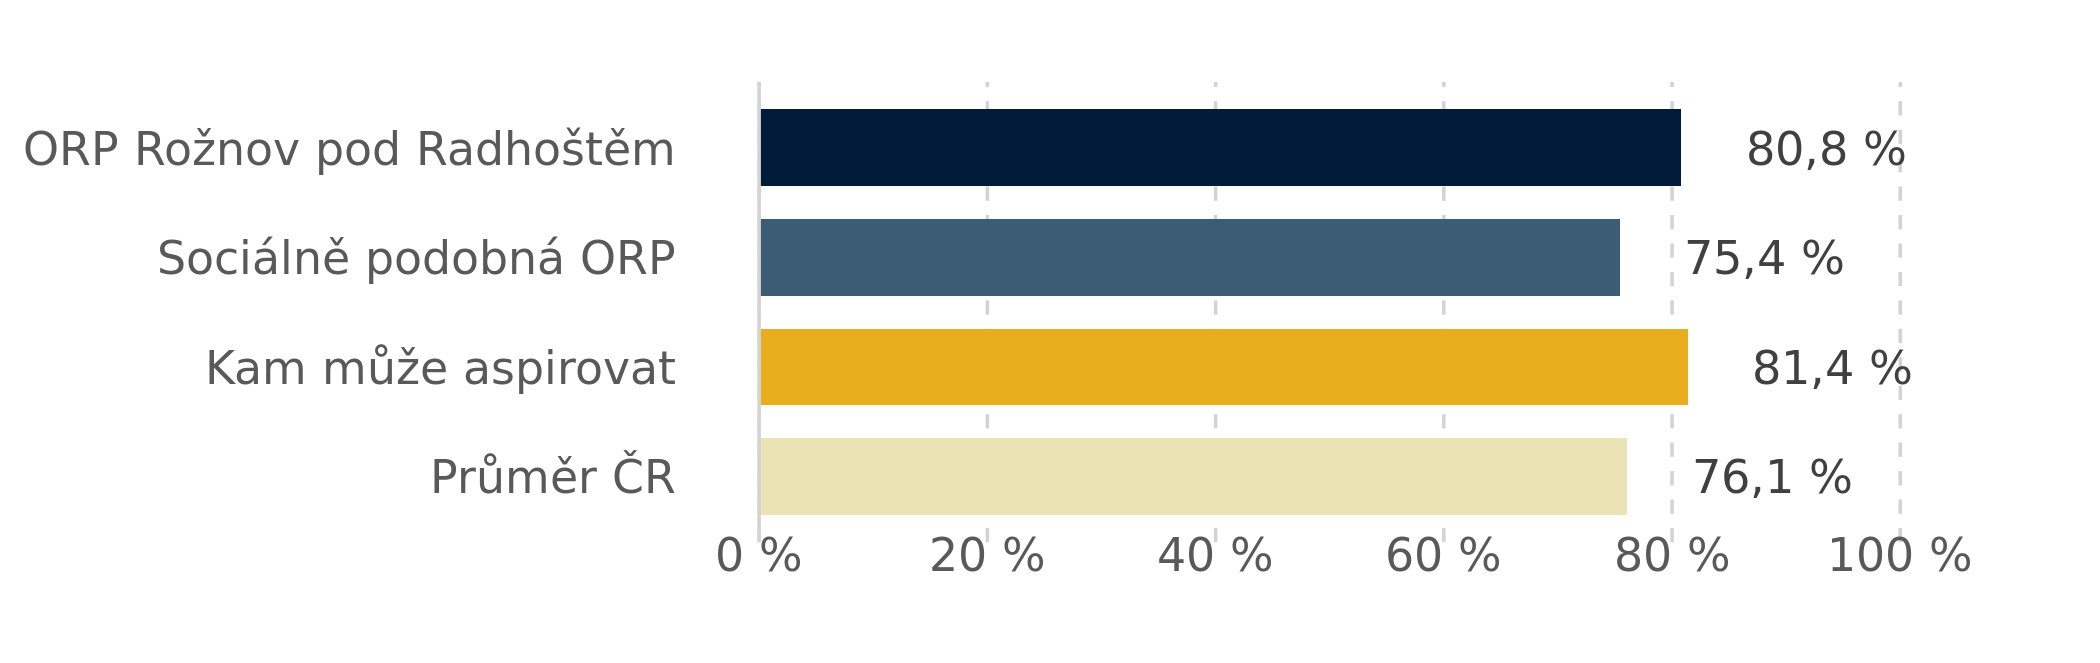 ORP Rožnov pod Radhoštěm 80,8 %
Sociálně podobná ORP 75,4 %
Kam může aspirovat 81,4 %
Průměr ČR 76,1 %
0 % 20 % 40 % 60 % 80 % 100 %